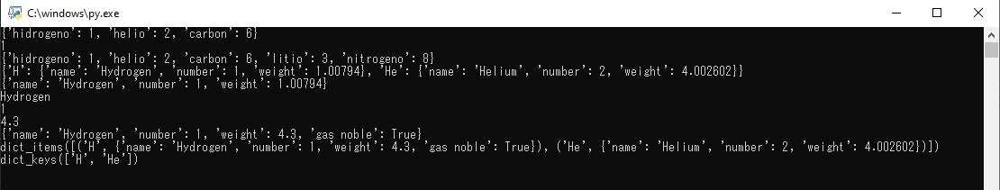 C:\windows\py.exe
{'hidrogeno': 1, 'helio': 2, 'carbon': 6}
1
{'hidrogeno': 1, 'helio': 2, 'carbon': 6, 'litio': 3, 'nitrogeno': 8}
{'H': {'name': 'Hydrogen', 'number': 1, 'weight': 1.00794}, 'He': {'name': 'Helium', 'number': 2, 'weight': 4.002602}}
{'name': 'Hydrogen', 'number': 1, 'weight': 1.00794}
Hydrogen
1
4.3
{'name': 'Hydrogen', 'number': 1, 'weight': 4.3, 'gas noble': True}
dict_items([('H', {'name': 'Hydrogen', 'number': 1, 'weight': 4.3, 'gas noble': True}), ('He', {'name': 'Helium', 'number': 2, 'weight': 4.002602})])
dict_keys(['H', 'He'])